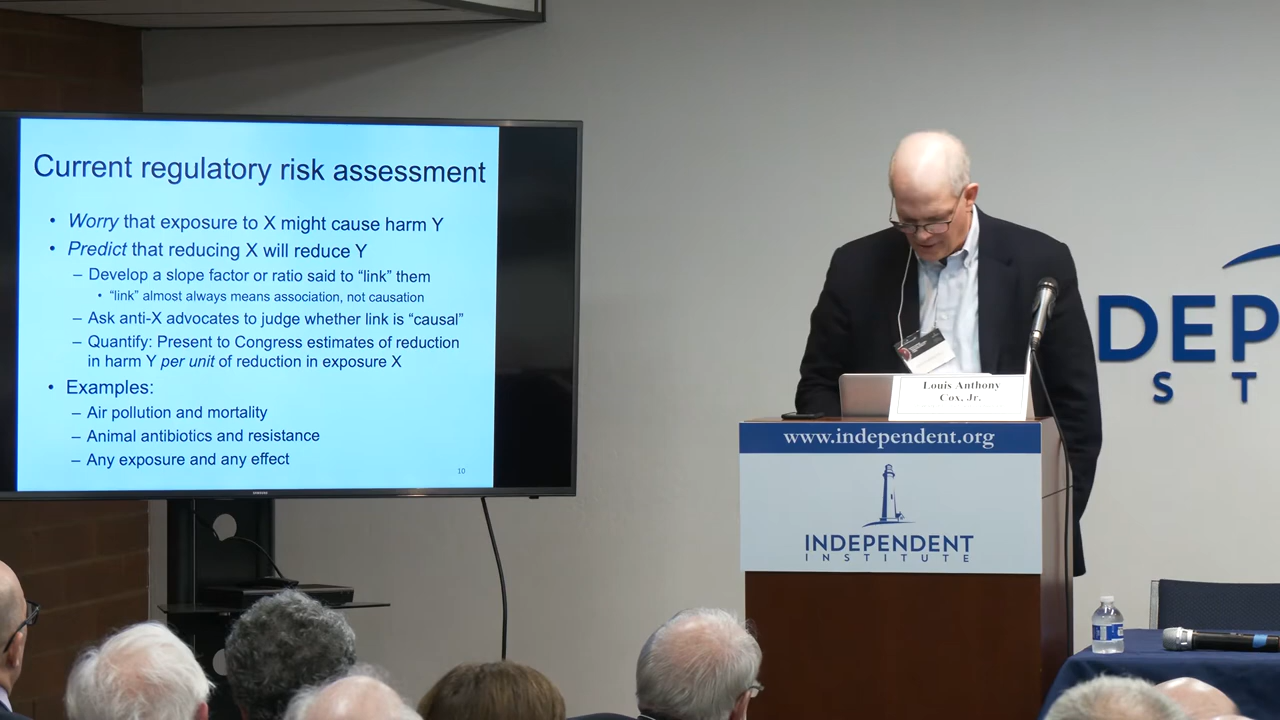 Current regulatory risk assessment
• Worry that exposure to X might cause harm Y
• Predict that reducing X will reduce Y
– Develop a slope factor or ratio said to “link” them
• “link” almost always means association, not causation
– Ask anti-X advocates to judge whether link is “causal”
– Quantify: Present to Congress estimates of reduction
in harm Y per unit of reduction in exposure X
• Examples:
– Air pollution and mortality
– Animal antibiotics and resistance
– Any exposure and any effect
10
SAMSUNG
Louis Anthony
Cox, Jr.
www.independent.org
INDEPENDENT
INSTITUTE
DEP
ST